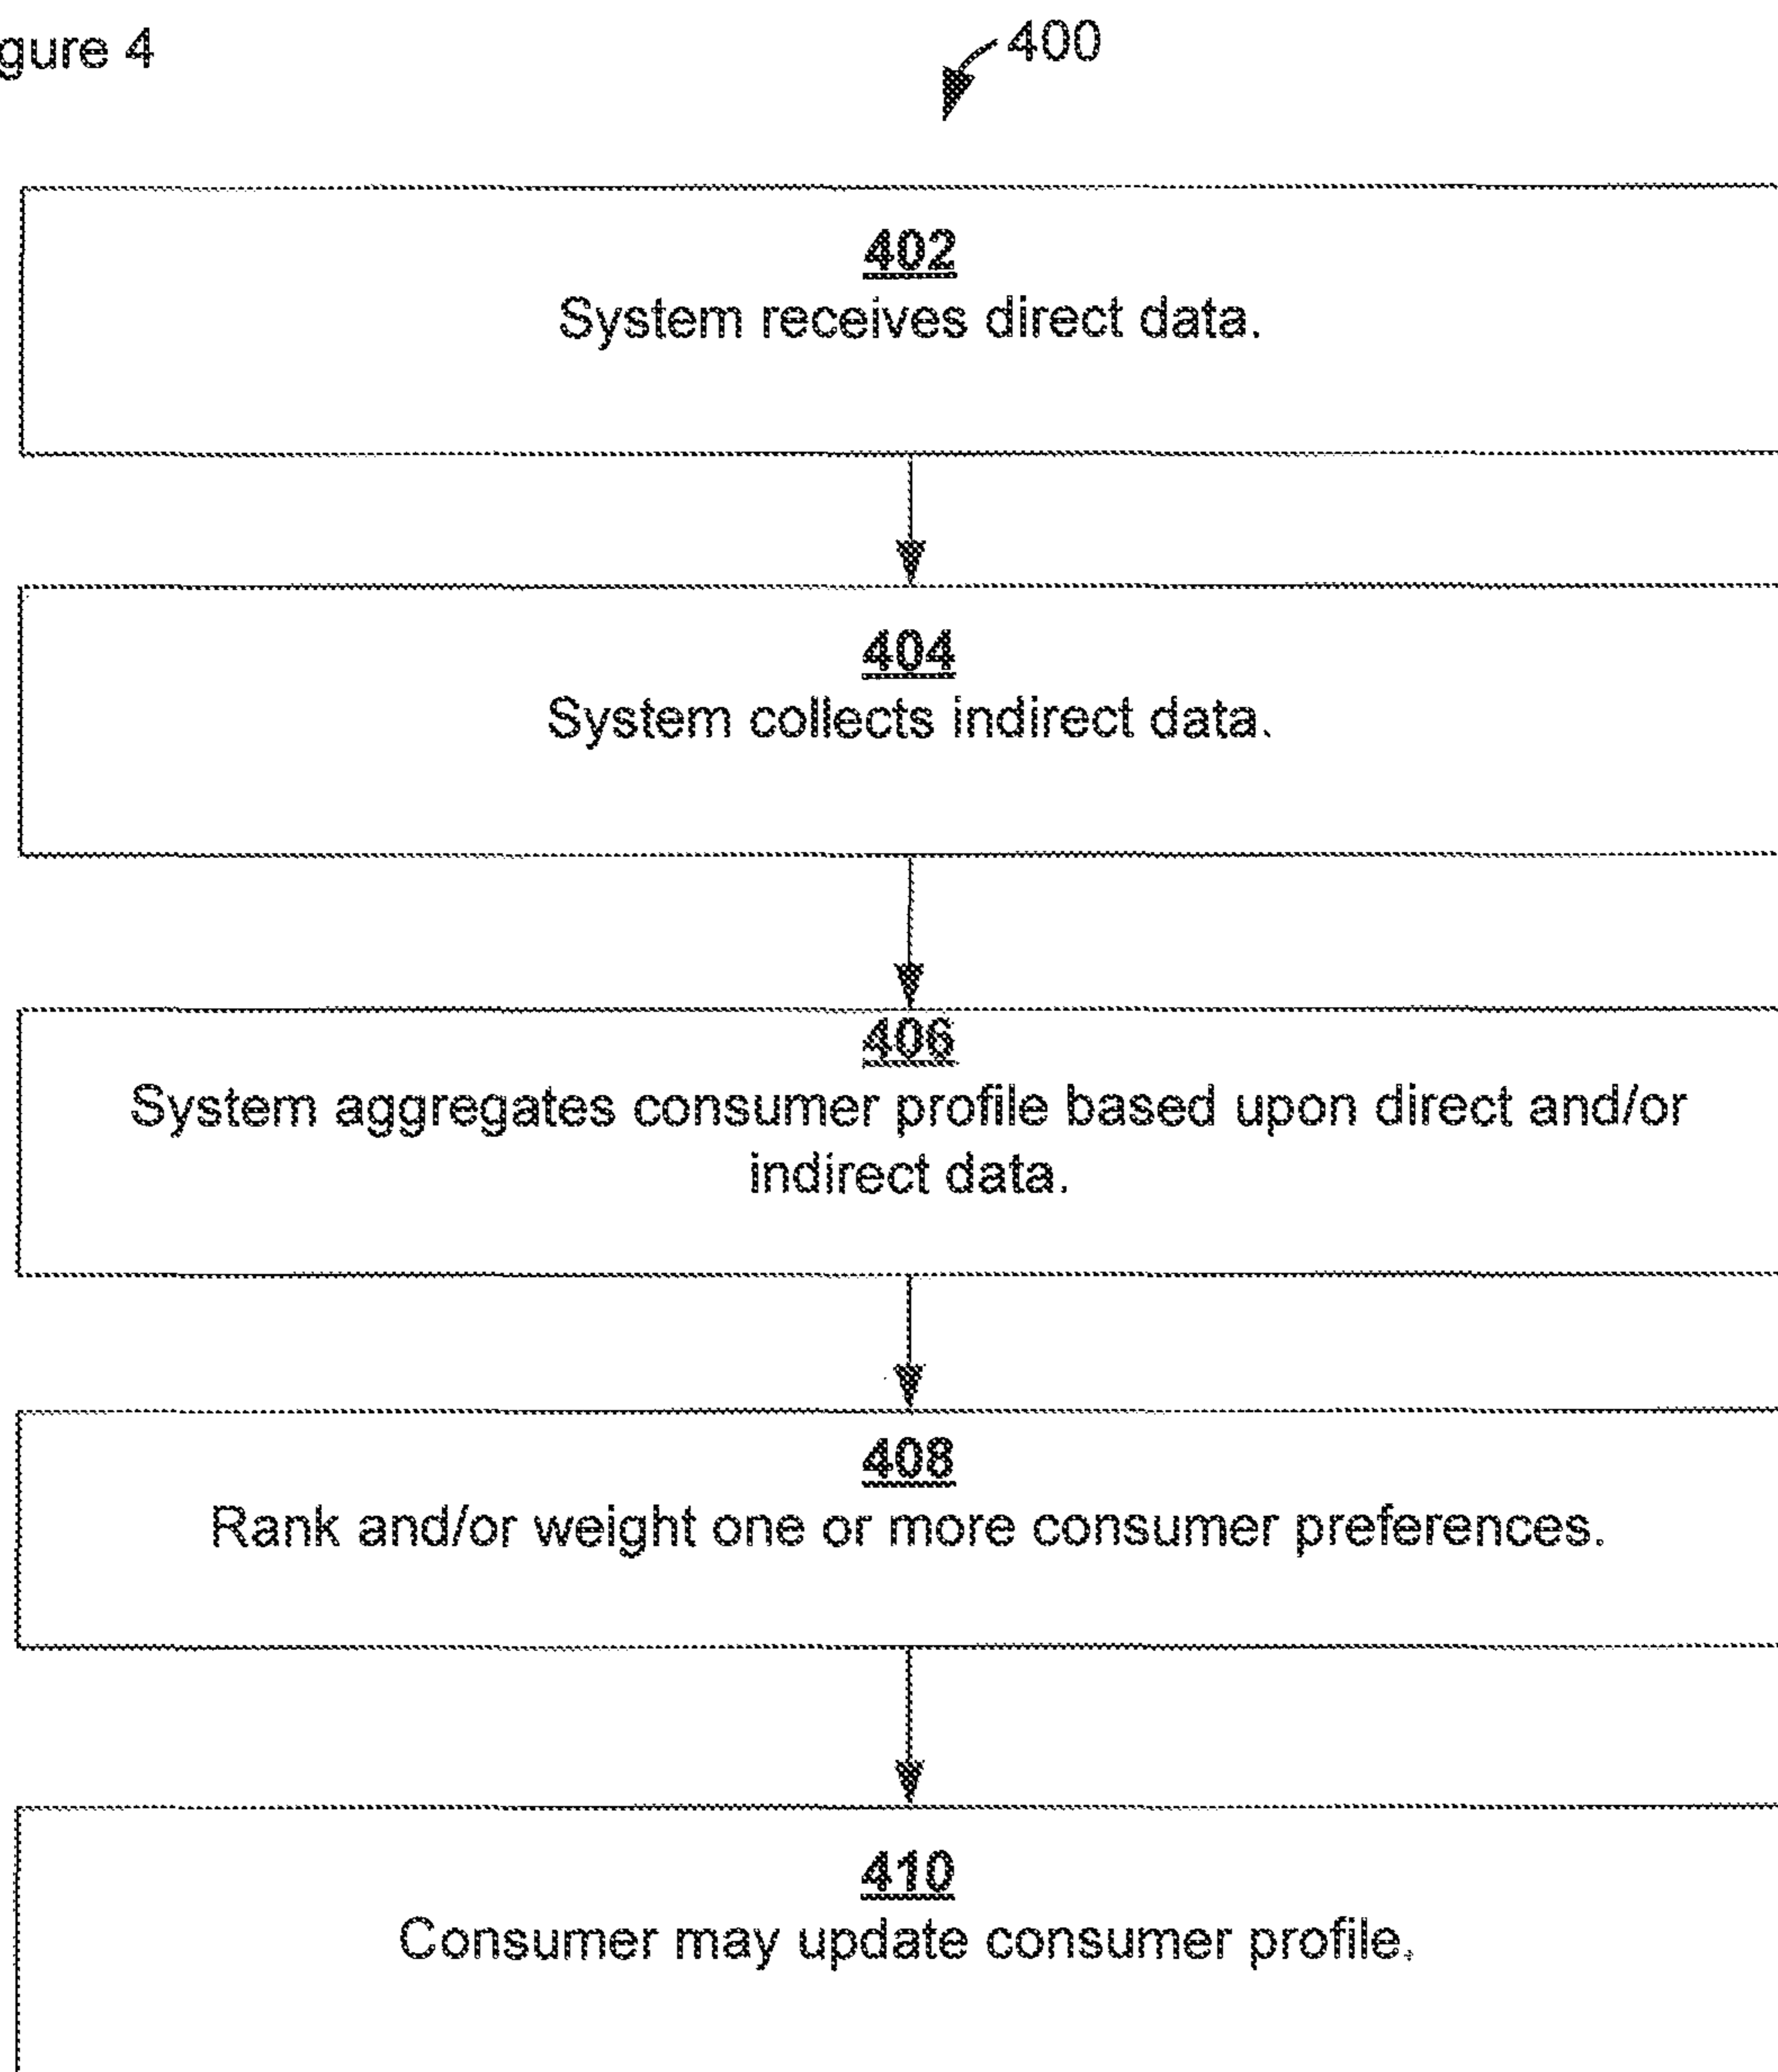 gure 4
400
402
System receives direct data.
404
System collects indirect data.
406
System aggregates consumer profile based upon direct and/or
indirect data.
408
Rank and/or weight one or more consumer preferences.
410
Consumer may update consumer profile.